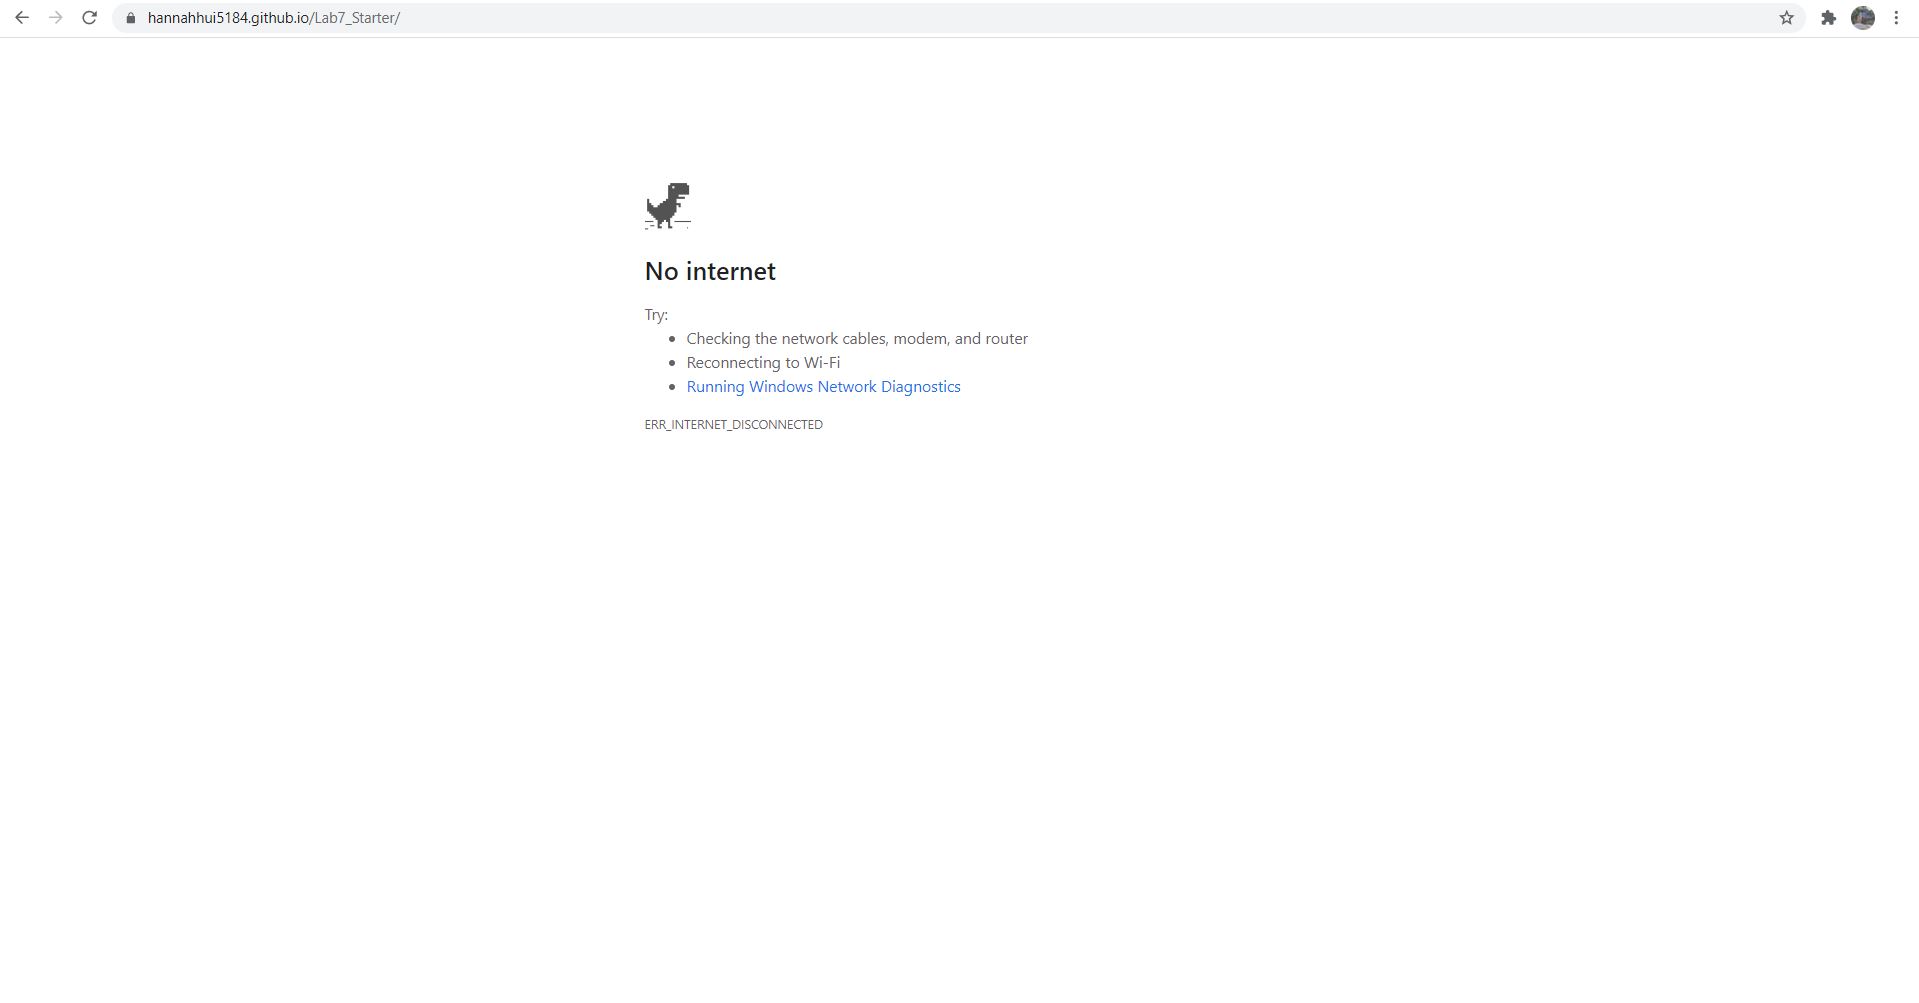 hannahhui5184.github.io/Lab7_Starter/
No internet
Try:
Checking the network cables, modem, and router
Reconnecting to Wi-Fi
Running Windows Network Diagnostics
ERR_INTERNET_DISCONNECTED